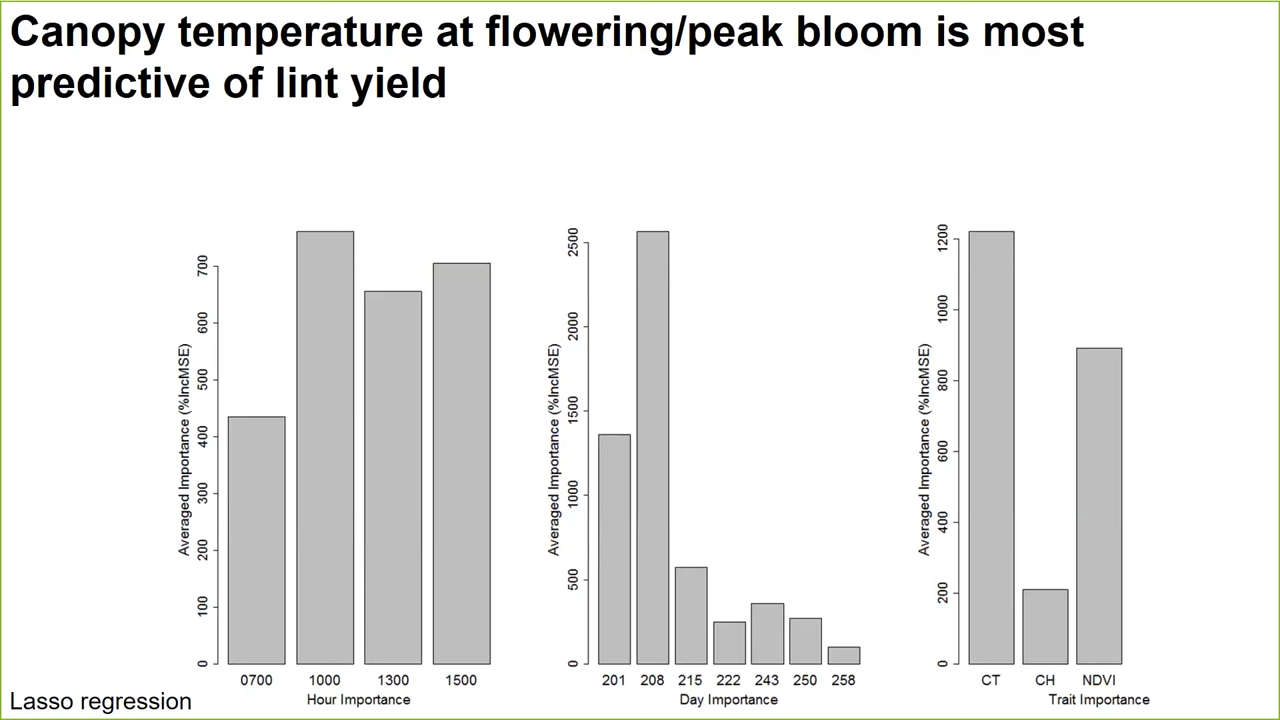 Canopy temperature at flowering/peak bloom is most
predictive of lint yield
Averaged Importance (%IncMSE)
700
600
500
400
300
200
100
0
0700 1000 1300 1500
Hour Importance
Averaged Importance (%IncMSE)
2500
2000
1500
1000
500
0
201 208 215 222 243 250 258
Day Importance
Averaged Importance (%IncMSE)
1200
1000
800
600
400
200
0
CT CH NDVI
Trait Importance
Lasso regression